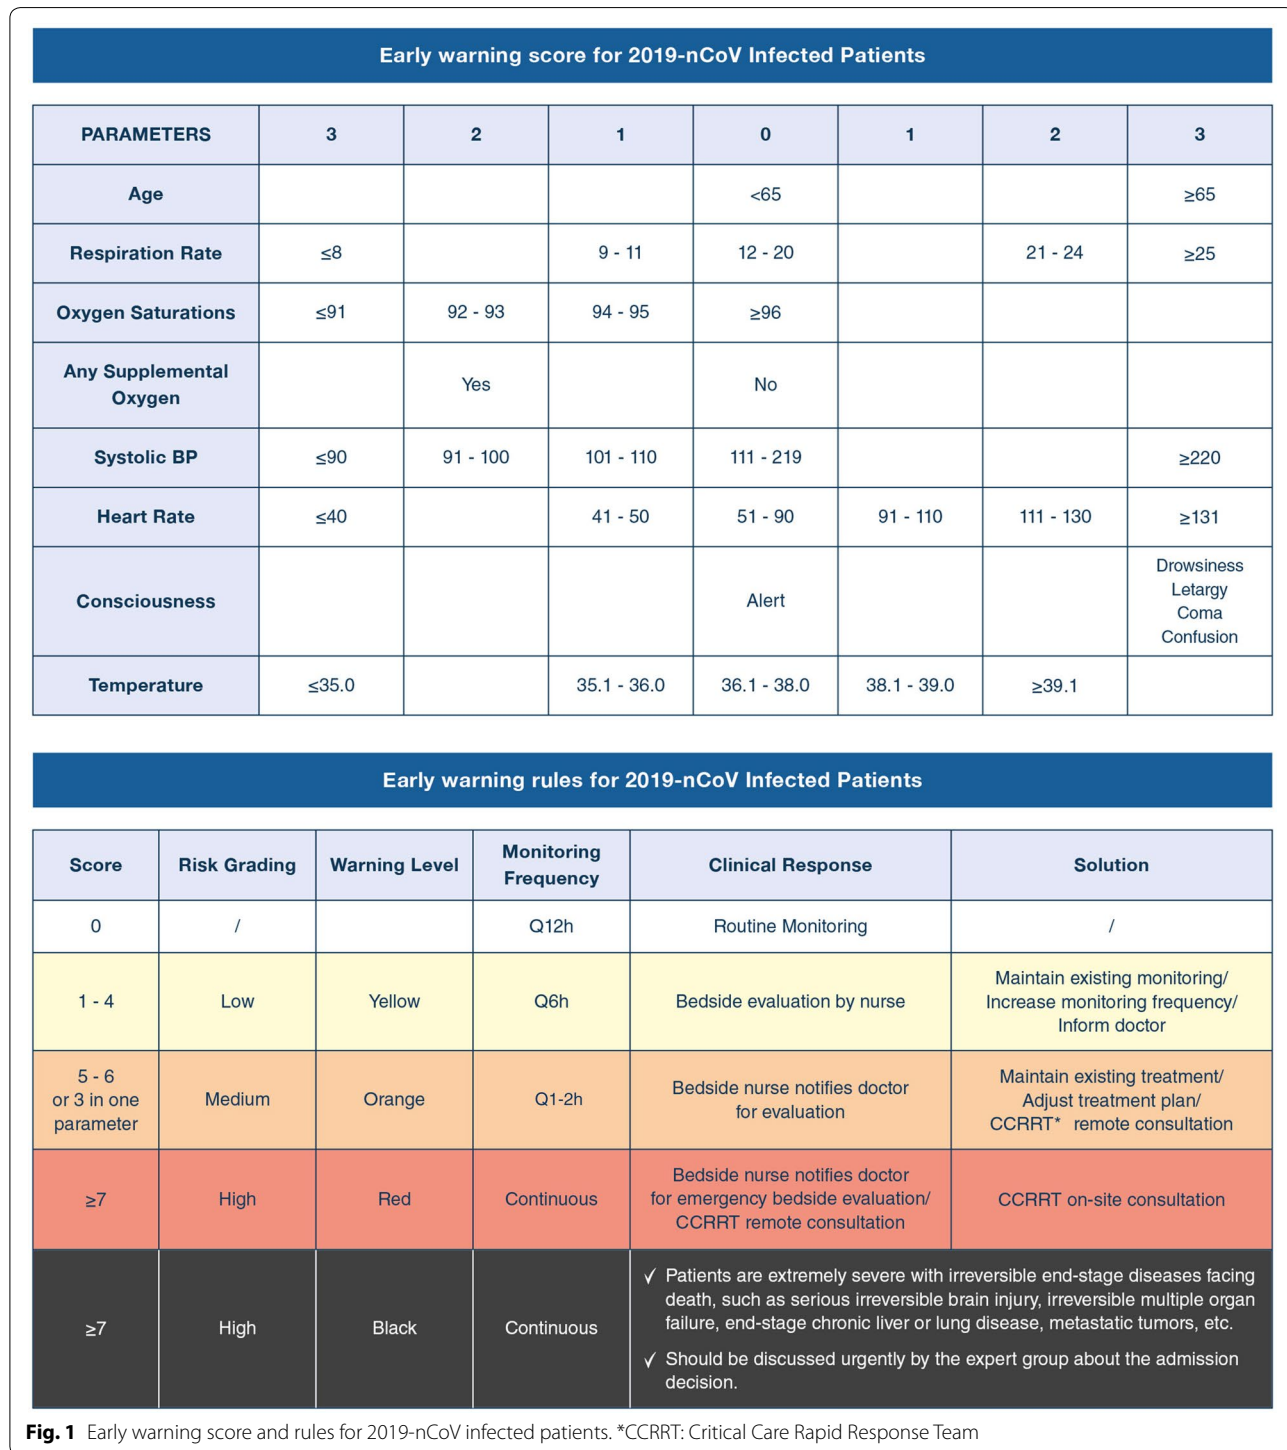 Early warning score for 2019-nCoV Infected Patients
PARAMETERS 3 2 1 0 1 2 3
Age <65 ≥65
Respiration Rate ≤8 9 - 11 12 - 20 21 - 24 ≥25
Oxygen Saturations ≤91 92 - 93 94 - 95 ≥96
Any Supplemental
Oxygen
Yes No
Systolic BP ≤90 91 - 100 101 - 110 111 - 219 ≥220
Heart Rate ≤40 41 - 50 51 - 90 91 - 110 111 - 130 ≥131
Consciousness Alert
Drowsiness
Letargy
Coma
Confusion
Temperature ≤35.0 35.1 - 36.0 36.1 - 38.0 38.1 - 39.0 ≥39.1
Early warning rules for 2019-nCoV Infected Patients
Score Risk Grading Warning Level
Monitoring
Frequency
Clinical Response Solution
0 / Q12h Routine Monitoring /
1 - 4 Low Yellow Q6h Bedside evaluation by nurse
Maintain existing monitoring/
Increase monitoring frequency/
Inform doctor
5 - 6
or 3 in one
parameter
Medium Orange Q1-2h
Bedside nurse notifies doctor
for evaluation
Maintain existing treatment/
Adjust treatment plan/
CCRRT* remote consultation
≥7 High Red Continuous
Bedside nurse notifies doctor
for emergency bedside evaluation/
CCRRT remote consultation
CCRRT on-site consultation
≥7 High Black Continuous
✓ Patients are extremely severe with irreversible end-stage diseases facing
death, such as serious irreversible brain injury, irreversible multiple organ
failure, end-stage chronic liver or lung disease, metastatic tumors, etc.
✓ Should be discussed urgently by the expert group about the admission
decision.
Fig. 1 Early warning score and rules for 2019-nCoV infected patients. *CCRRT: Critical Care Rapid Response Team